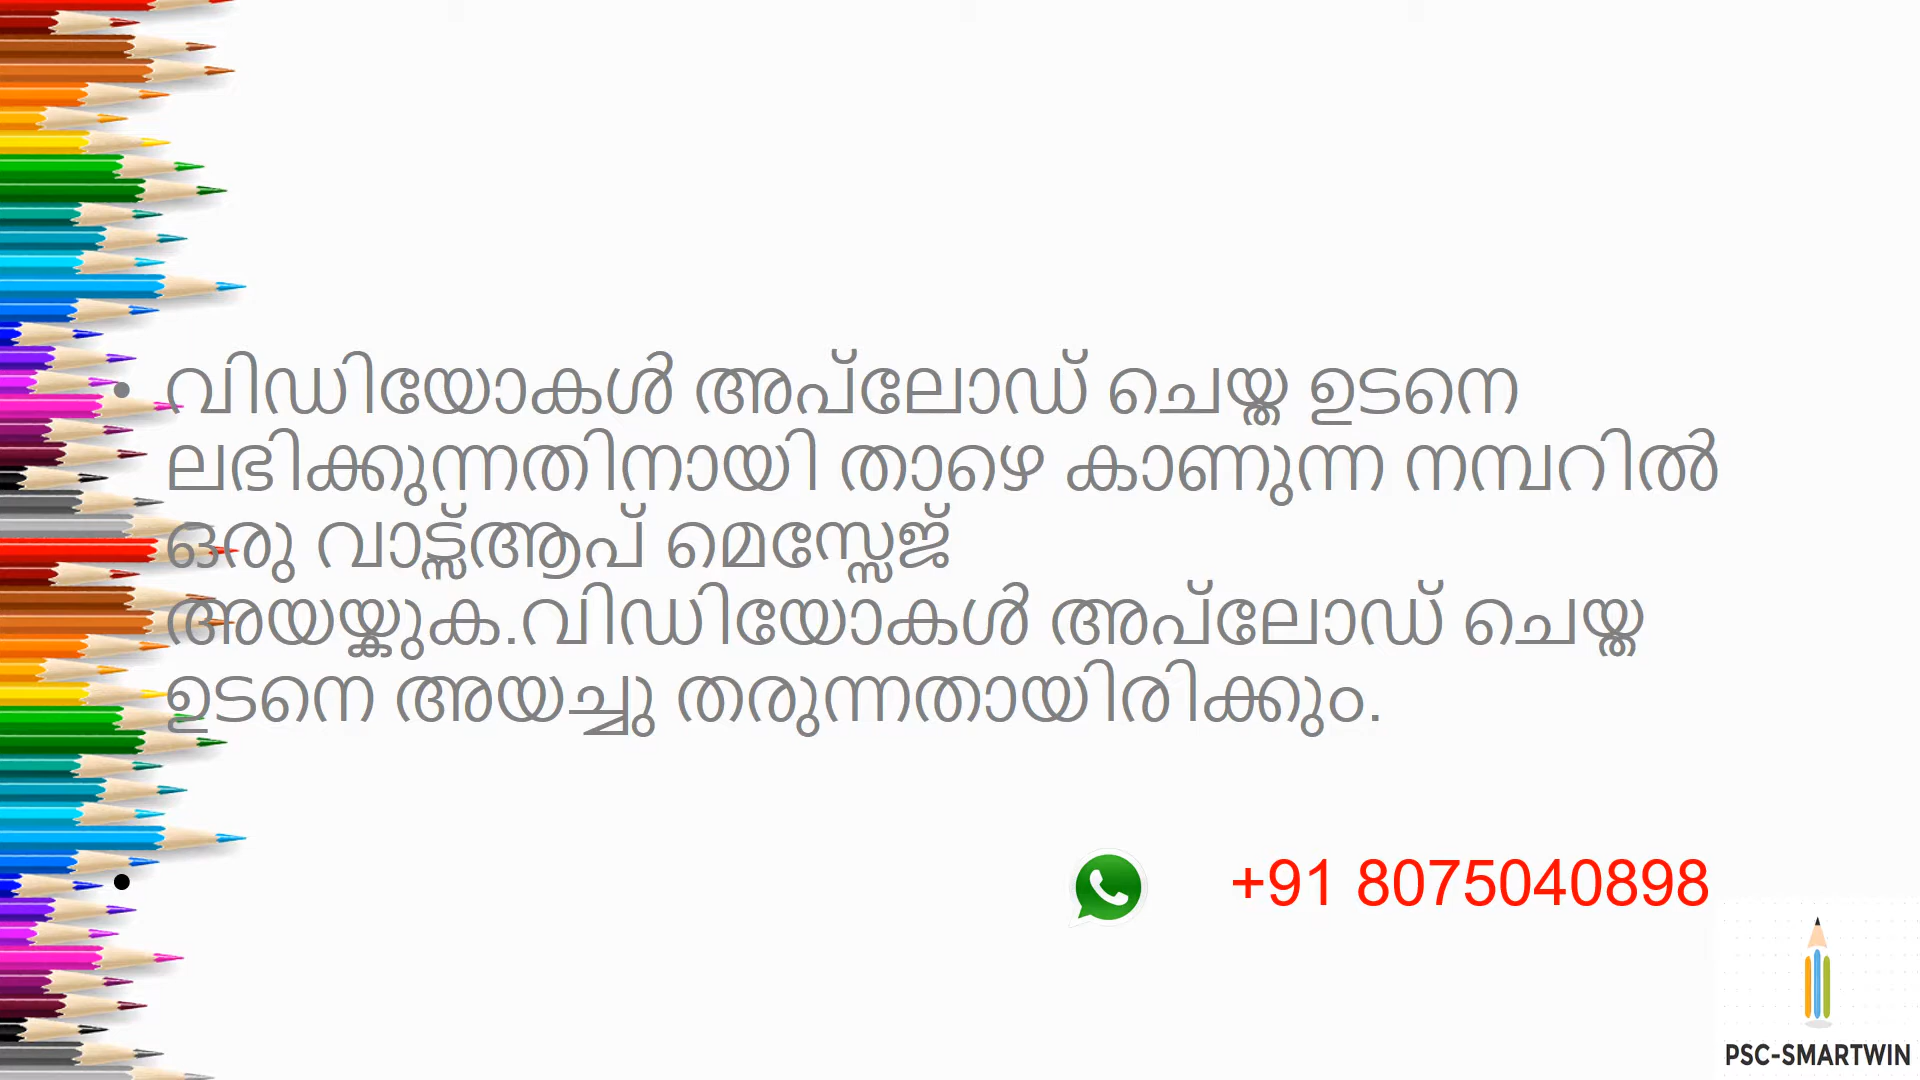 • വിഡിയോകൾ അപ്‌ലോഡ് ചെയ്ത ഉടനെ
ലഭിക്കുന്നതിനായി താഴെ കാണുന്ന നമ്പറിൽ
ഒരു വാട്സ്ആപ് മെസ്സേജ്
അയയ്കുക.വിഡിയോകൾ അപ്‌ലോഡ് ചെയ്ത
ഉടനെ അയച്ചു തരുന്നതായിരിക്കും.
• +91 8075040898
PSC-SMARTWIN